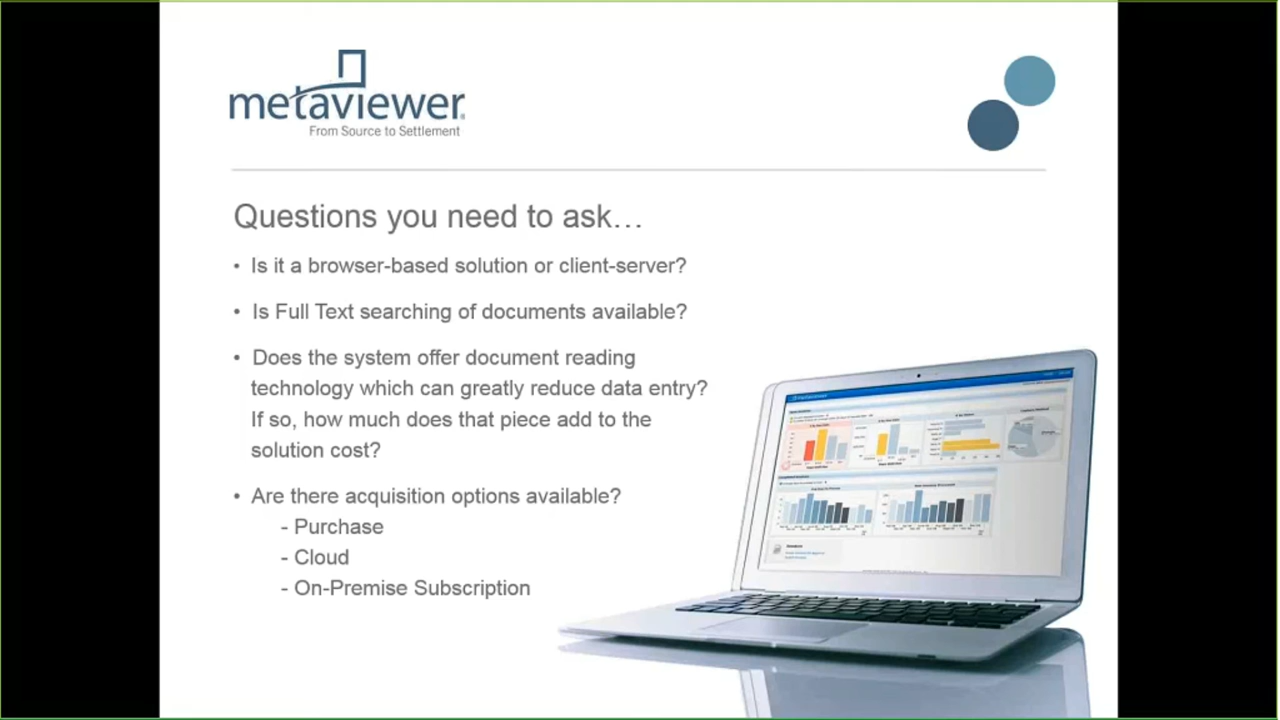 metaviewer®
From Source to Settlement
Questions you need to ask…
• Is it a browser-based solution or client-server?
• Is Full Text searching of documents available?
• Does the system offer document reading
technology which can greatly reduce data entry?
If so, how much does that piece add to the
solution cost?
• Are there acquisition options available?
- Purchase
- Cloud
- On-Premise Subscription